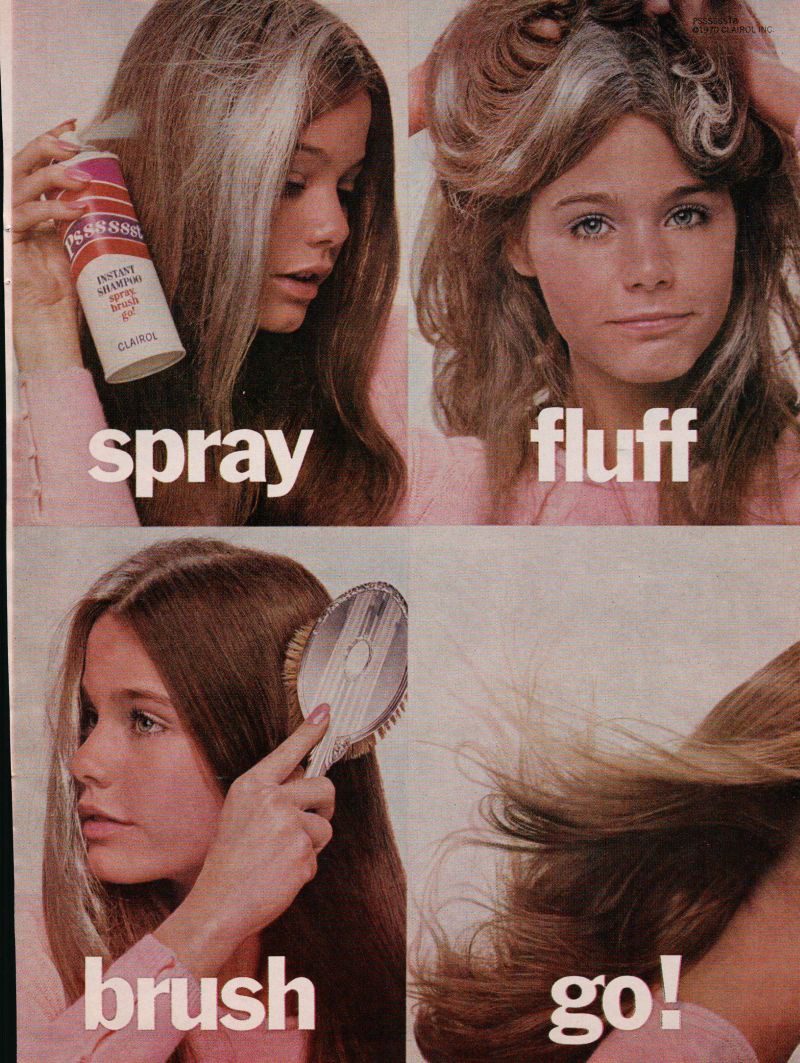 PSSSSSST®
©1970 CLAIROL INC.
Psssssst
INSTANT
SHAMPOO
spray,
brush
go!
CLAIROL
spray
fluff
brush
go!